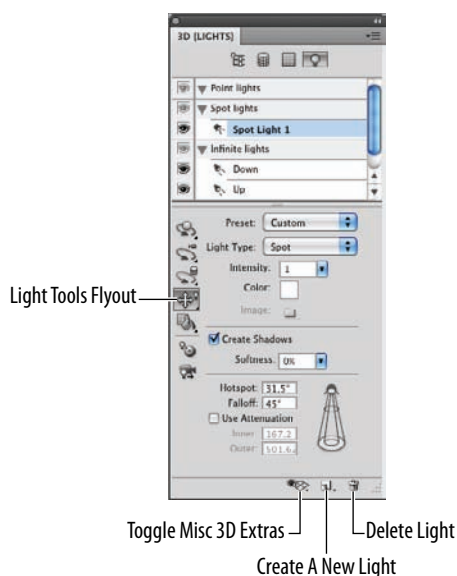 3D {LIGHTS}
Point lights
Spot lights
Spot Light 1
Infinite lights
Down
Up
Preset: Custom
Light Type: Spot
Intensity: 1
Color:
Image:
Light Tools Flyout
Create Shadows
Softness: 0%
Hotspot: 31.5°
Falloff: 45°
Use Attenuation
Inner: 167.2
Outer: 501.6
Toggle Misc 3D Extras
Delete Light
Create A New Light